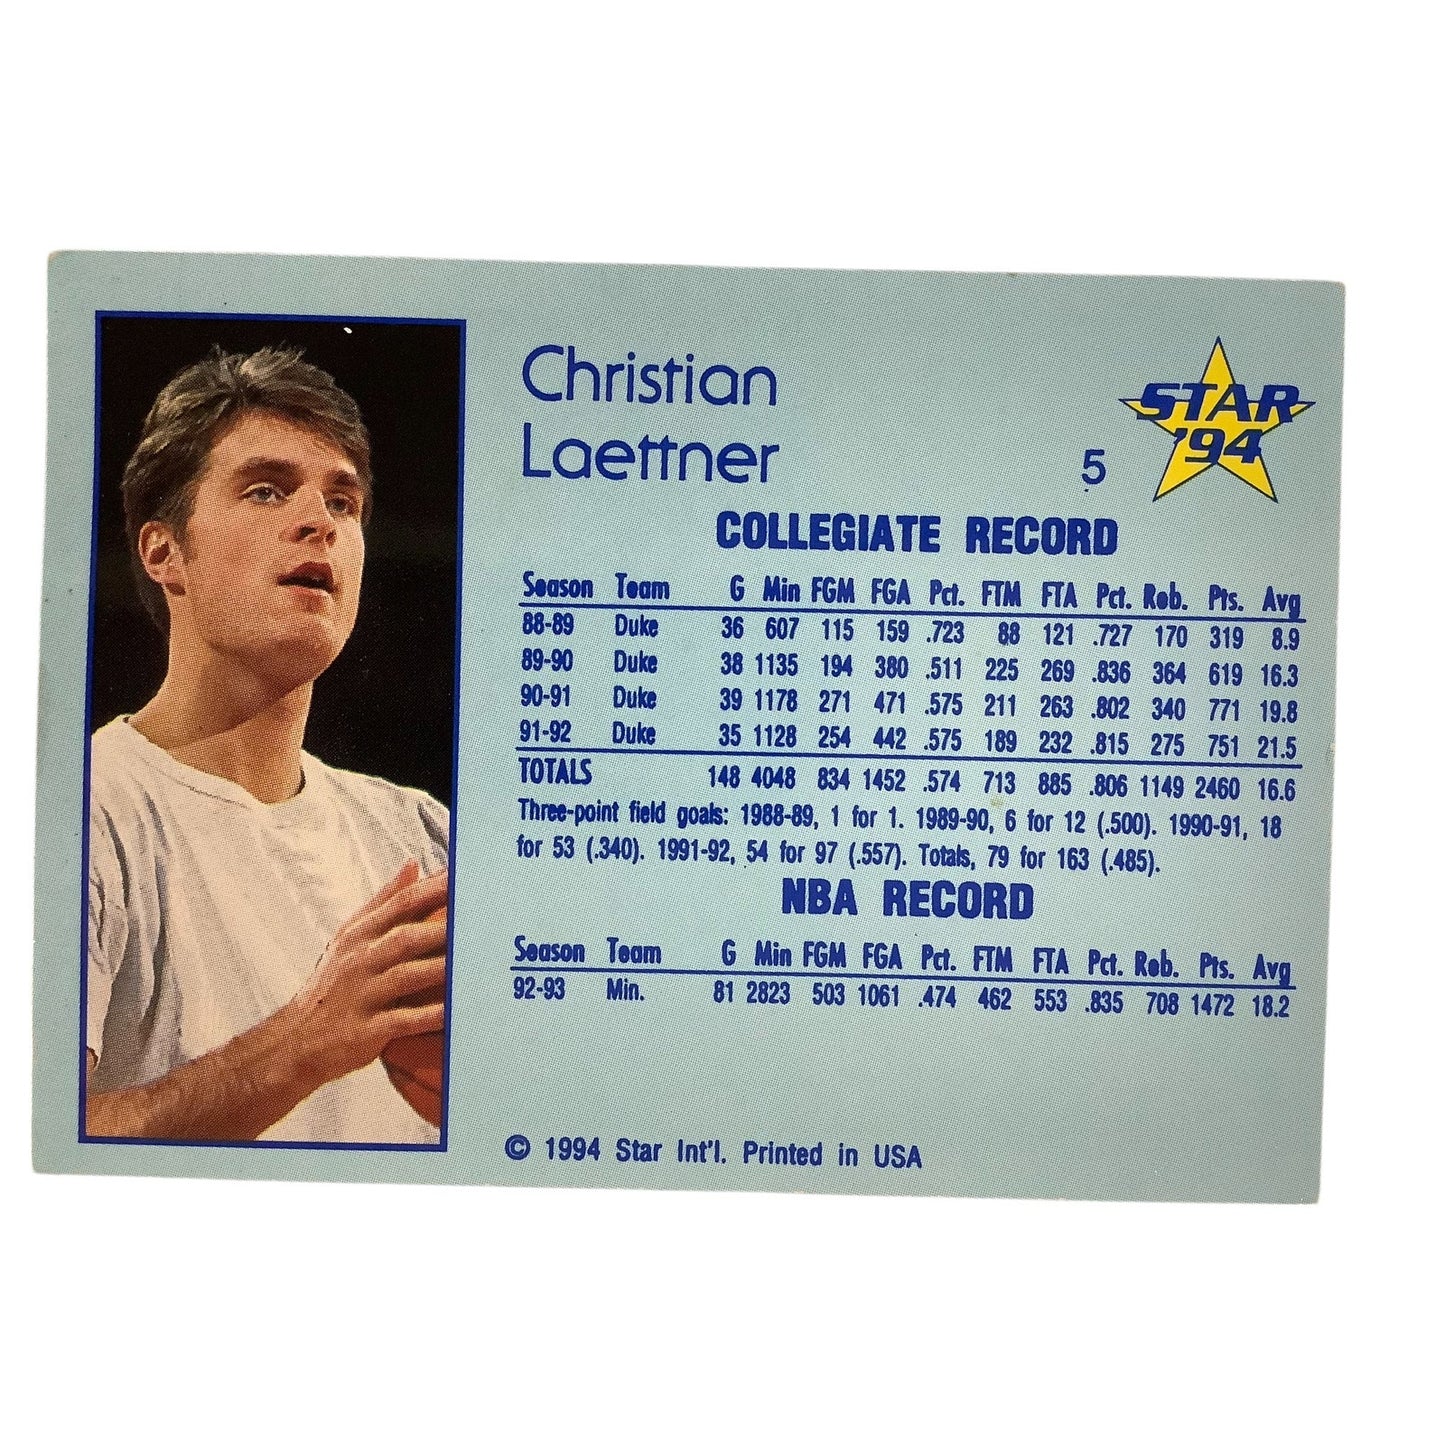 Christian
Laettner
5
STAR
'94
COLLEGIATE RECORD
Season Team G Min FGM FGA Pct. FTM FTA Pct. Reb. Pts. Avg
88-89 Duke 36 607 115 159 .723 88 121 .727 170 319 8.9
89-90 Duke 38 1135 194 380 .511 225 269 .836 364 619 16.3
90-91 Duke 39 1178 271 471 .575 211 263 .802 340 771 19.8
91-92 Duke 35 1128 254 442 .575 189 232 .815 275 751 21.5
TOTALS 148 4048 834 1452 .574 713 885 .806 1149 2460 16.6
Three-point field goals: 1988-89, 1 for 1. 1989-90, 6 for 12 (.500). 1990-91, 18
for 53 (.340). 1991-92, 54 for 97 (.557). Totals, 79 for 163 (.485).
NBA RECORD
Season Team G Min FGM FGA Pct. FTM FTA Pct. Reb. Pts. Avg
92-93 Min. 81 2823 503 1061 .474 462 553 .835 708 1472 18.2
© 1994 Star Int'l. Printed in USA